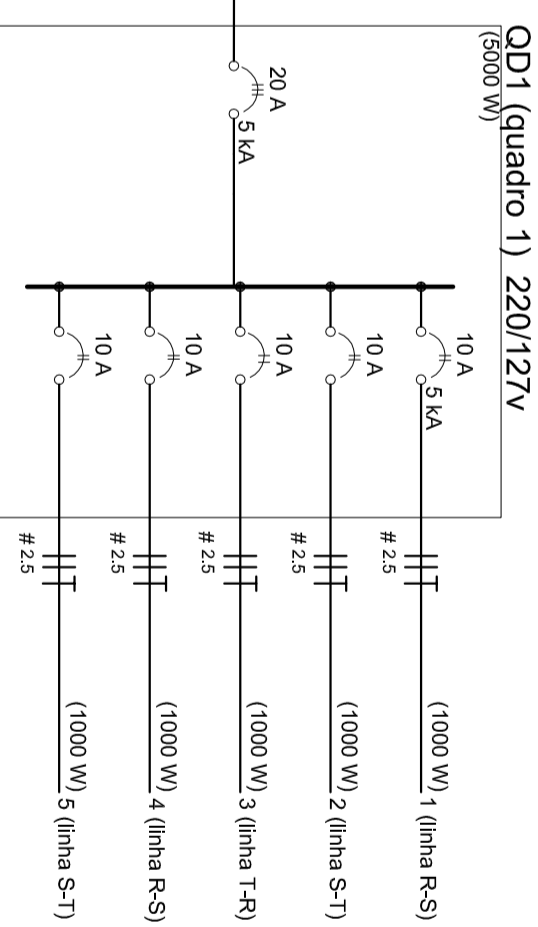 QD1 (quadro 1) 220/127v
(5000 W)
20 A
5 kA
10 A
5 kA
# 2.5
(1000 W)
1 (linha R-S)
10 A
# 2.5
(1000 W)
2 (linha S-T)
10 A
# 2.5
(1000 W)
3 (linha T-R)
10 A
# 2.5
(1000 W)
4 (linha R-S)
10 A
# 2.5
(1000 W)
5 (linha S-T)